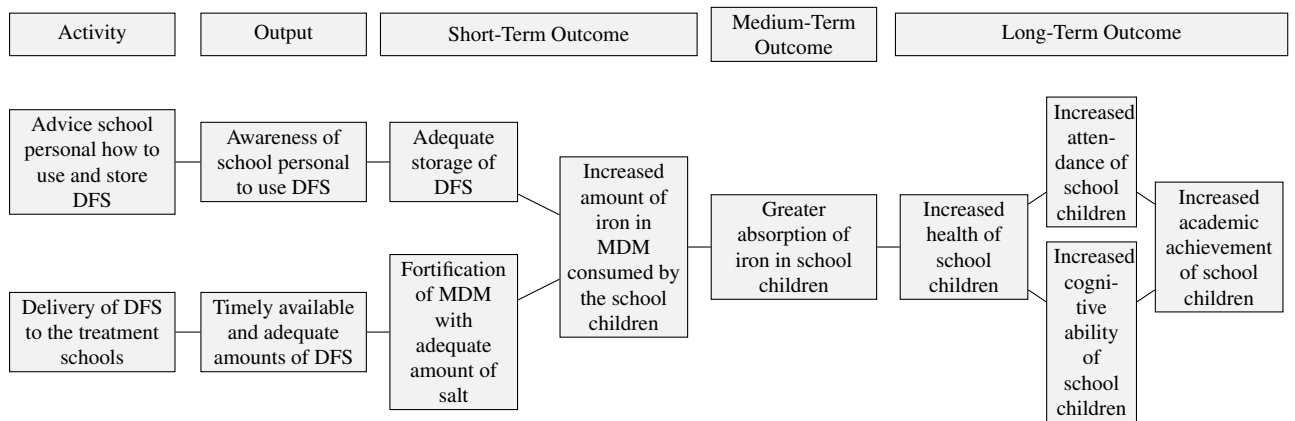 Activity
Output
Short-Term Outcome
Medium-Term
Outcome
Long-Term Outcome
Advice school
personal how to
use and store
DFS
Awareness of
school personal
to use DFS
Adequate
storage of
DFS
Delivery of DFS
to the treatment
schools
Timely available
and adequate
amounts of DFS
Fortification
of MDM
with
adequate
amount of
salt
Increased
amount of
iron in
MDM
consumed by
the school
children
Greater
absorption of
iron in school
children
Increased
health of
school
children
Increased
atten-
dance of
school
children
Increased
cogni-
tive
ability
of
school
children
Increased
academic
achievement
of school
children